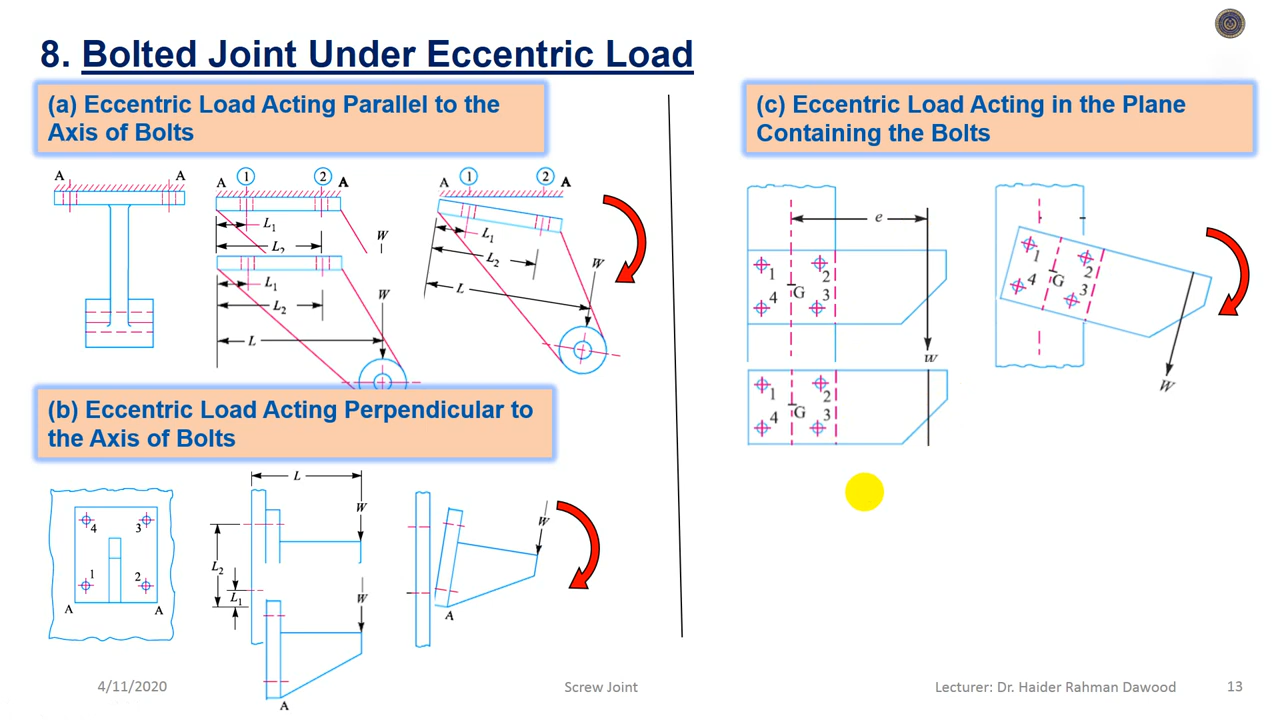 8. Bolted Joint Under Eccentric Load
(a) Eccentric Load Acting Parallel to the
Axis of Bolts
A A
A 1 2 A
L1
L2
W
L1
L2
W
L
A 1 2 A
L1
L2
W
L
(b) Eccentric Load Acting Perpendicular to
the Axis of Bolts
4 3
1 2
A A
L
W
L2
L1
W
A
W
A
(c) Eccentric Load Acting in the Plane
Containing the Bolts
e
1 2
G
4 3
W
1 2
G
4 3
1 2
G
4 3
W
4/11/2020
Screw Joint
Lecturer: Dr. Haider Rahman Dawood
13